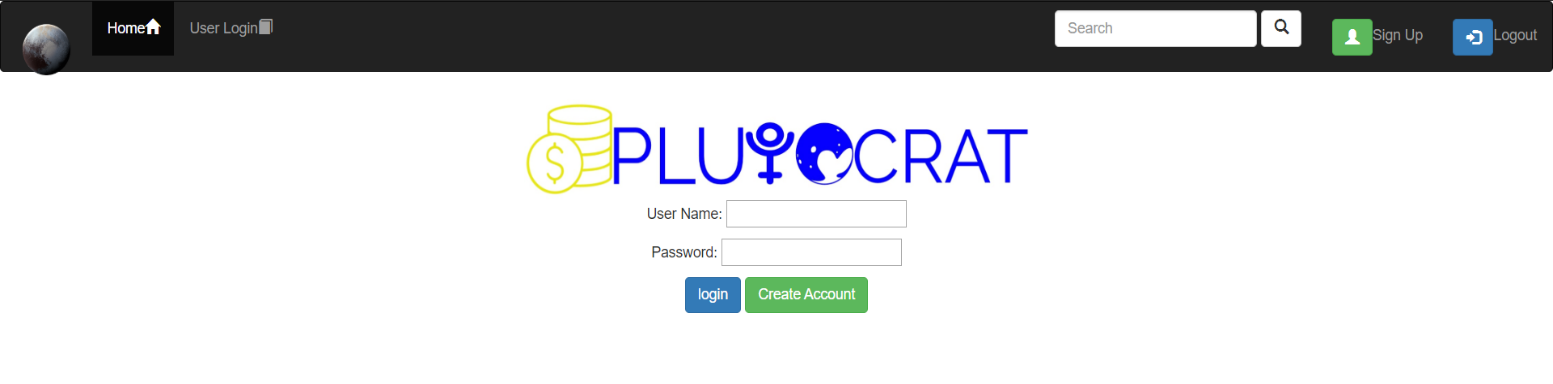 Home User Login Search Sign Up Logout
$ PLUTOCRAT
User Name:
Password:
login Create Account